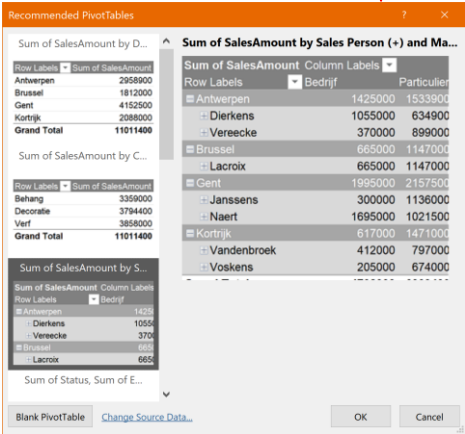 Recommended PivotTables
? ×
Sum of SalesAmount by D...
Row Labels Sum of SalesAmount
Antwerpen 2958900
Brussel 1812000
Gent 4152500
Kortrijk 2088000
Grand Total 11011400
Sum of SalesAmount by C...
Row Labels Sum of SalesAmount
Behang 3359000
Decoratie 3794400
Verf 3858000
Grand Total 11011400
Sum of SalesAmount by S...
Sum of SalesAmount Column Labels
Row Labels Bedrijf
Antwerpen 1425
Dierkens 1055
Vereecke 370
Brussel 665
Lacroix 665
Sum of Status, Sum of E...
Sum of SalesAmount by Sales Person (+) and Ma...
Sum of SalesAmount Column Labels
Row Labels Bedrijf Particulier
Antwerpen 1425000 1533900
Dierkens 1055000 634900
Vereecke 370000 899000
Brussel 665000 1147000
Lacroix 665000 1147000
Gent 1995000 2157500
Janssens 300000 1136000
Naert 1695000 1021500
Kortrijk 617000 1471000
Vandenbroek 412000 797000
Voskens 205000 674000
Blank PivotTable Change Source Data... OK Cancel